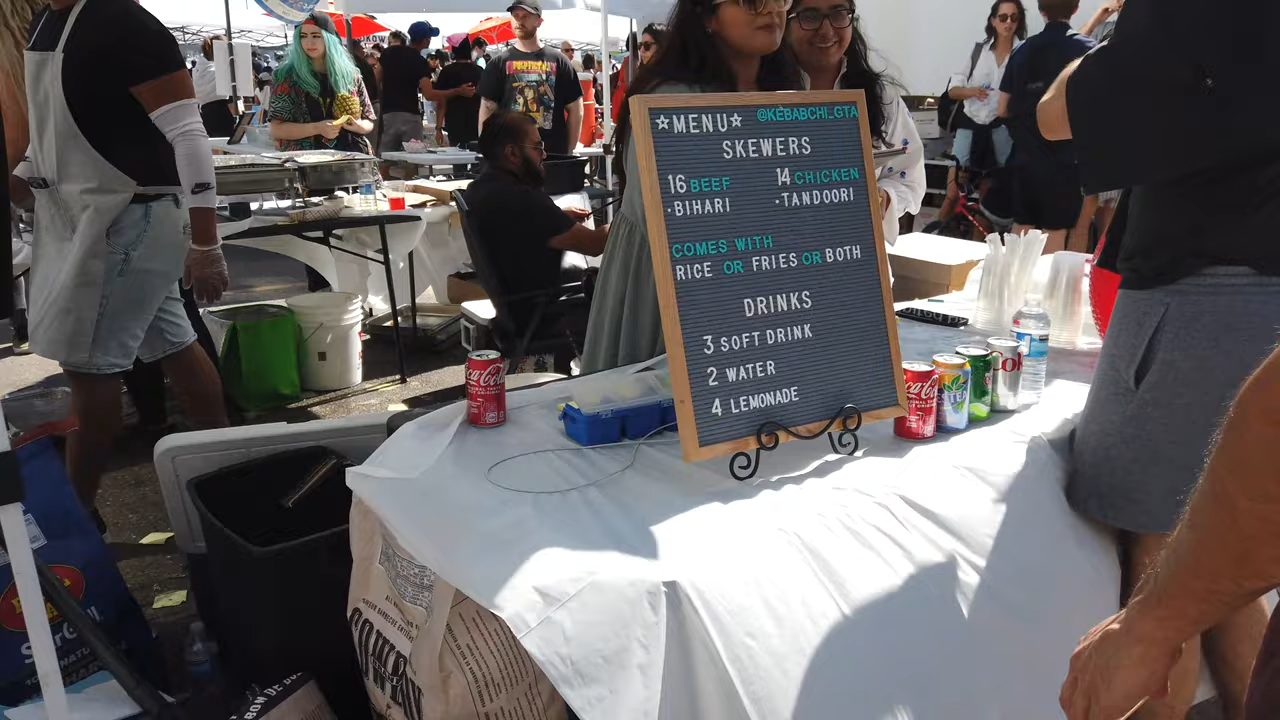 ☆MENU☆ @KEBABCHI_GTA
SKEWERS
16 BEEF 14 CHICKEN
·BIHARI ·TANDOORI
COMES WITH
RICE OR FRIES OR BOTH
DRINKS
3 SOFT DRINK
2 WATER
4 LEMONADE
Coca-Cola
Coca-Cola